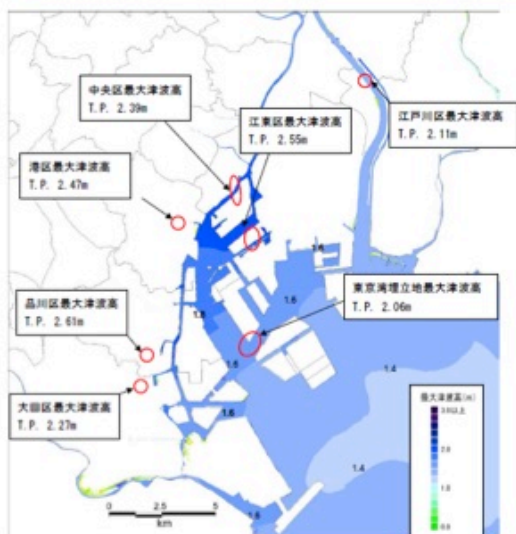 中央区最大津波高
T.P. 2.39m
江東区最大津波高
T.P. 2.55m
江戸川区最大津波高
T.P. 2.11m
港区最大津波高
T.P. 2.47m
品川区最大津波高
T.P. 2.61m
東京湾埋立地最大津波高
T.P. 2.06m
大田区最大津波高
T.P. 2.27m
1.6
1.6
1.8
1.6
1.6
1.4
1.4
1.6
最大津波高(m)
3.0以上
2.0
1.0
0.0
0 2.5 5
km